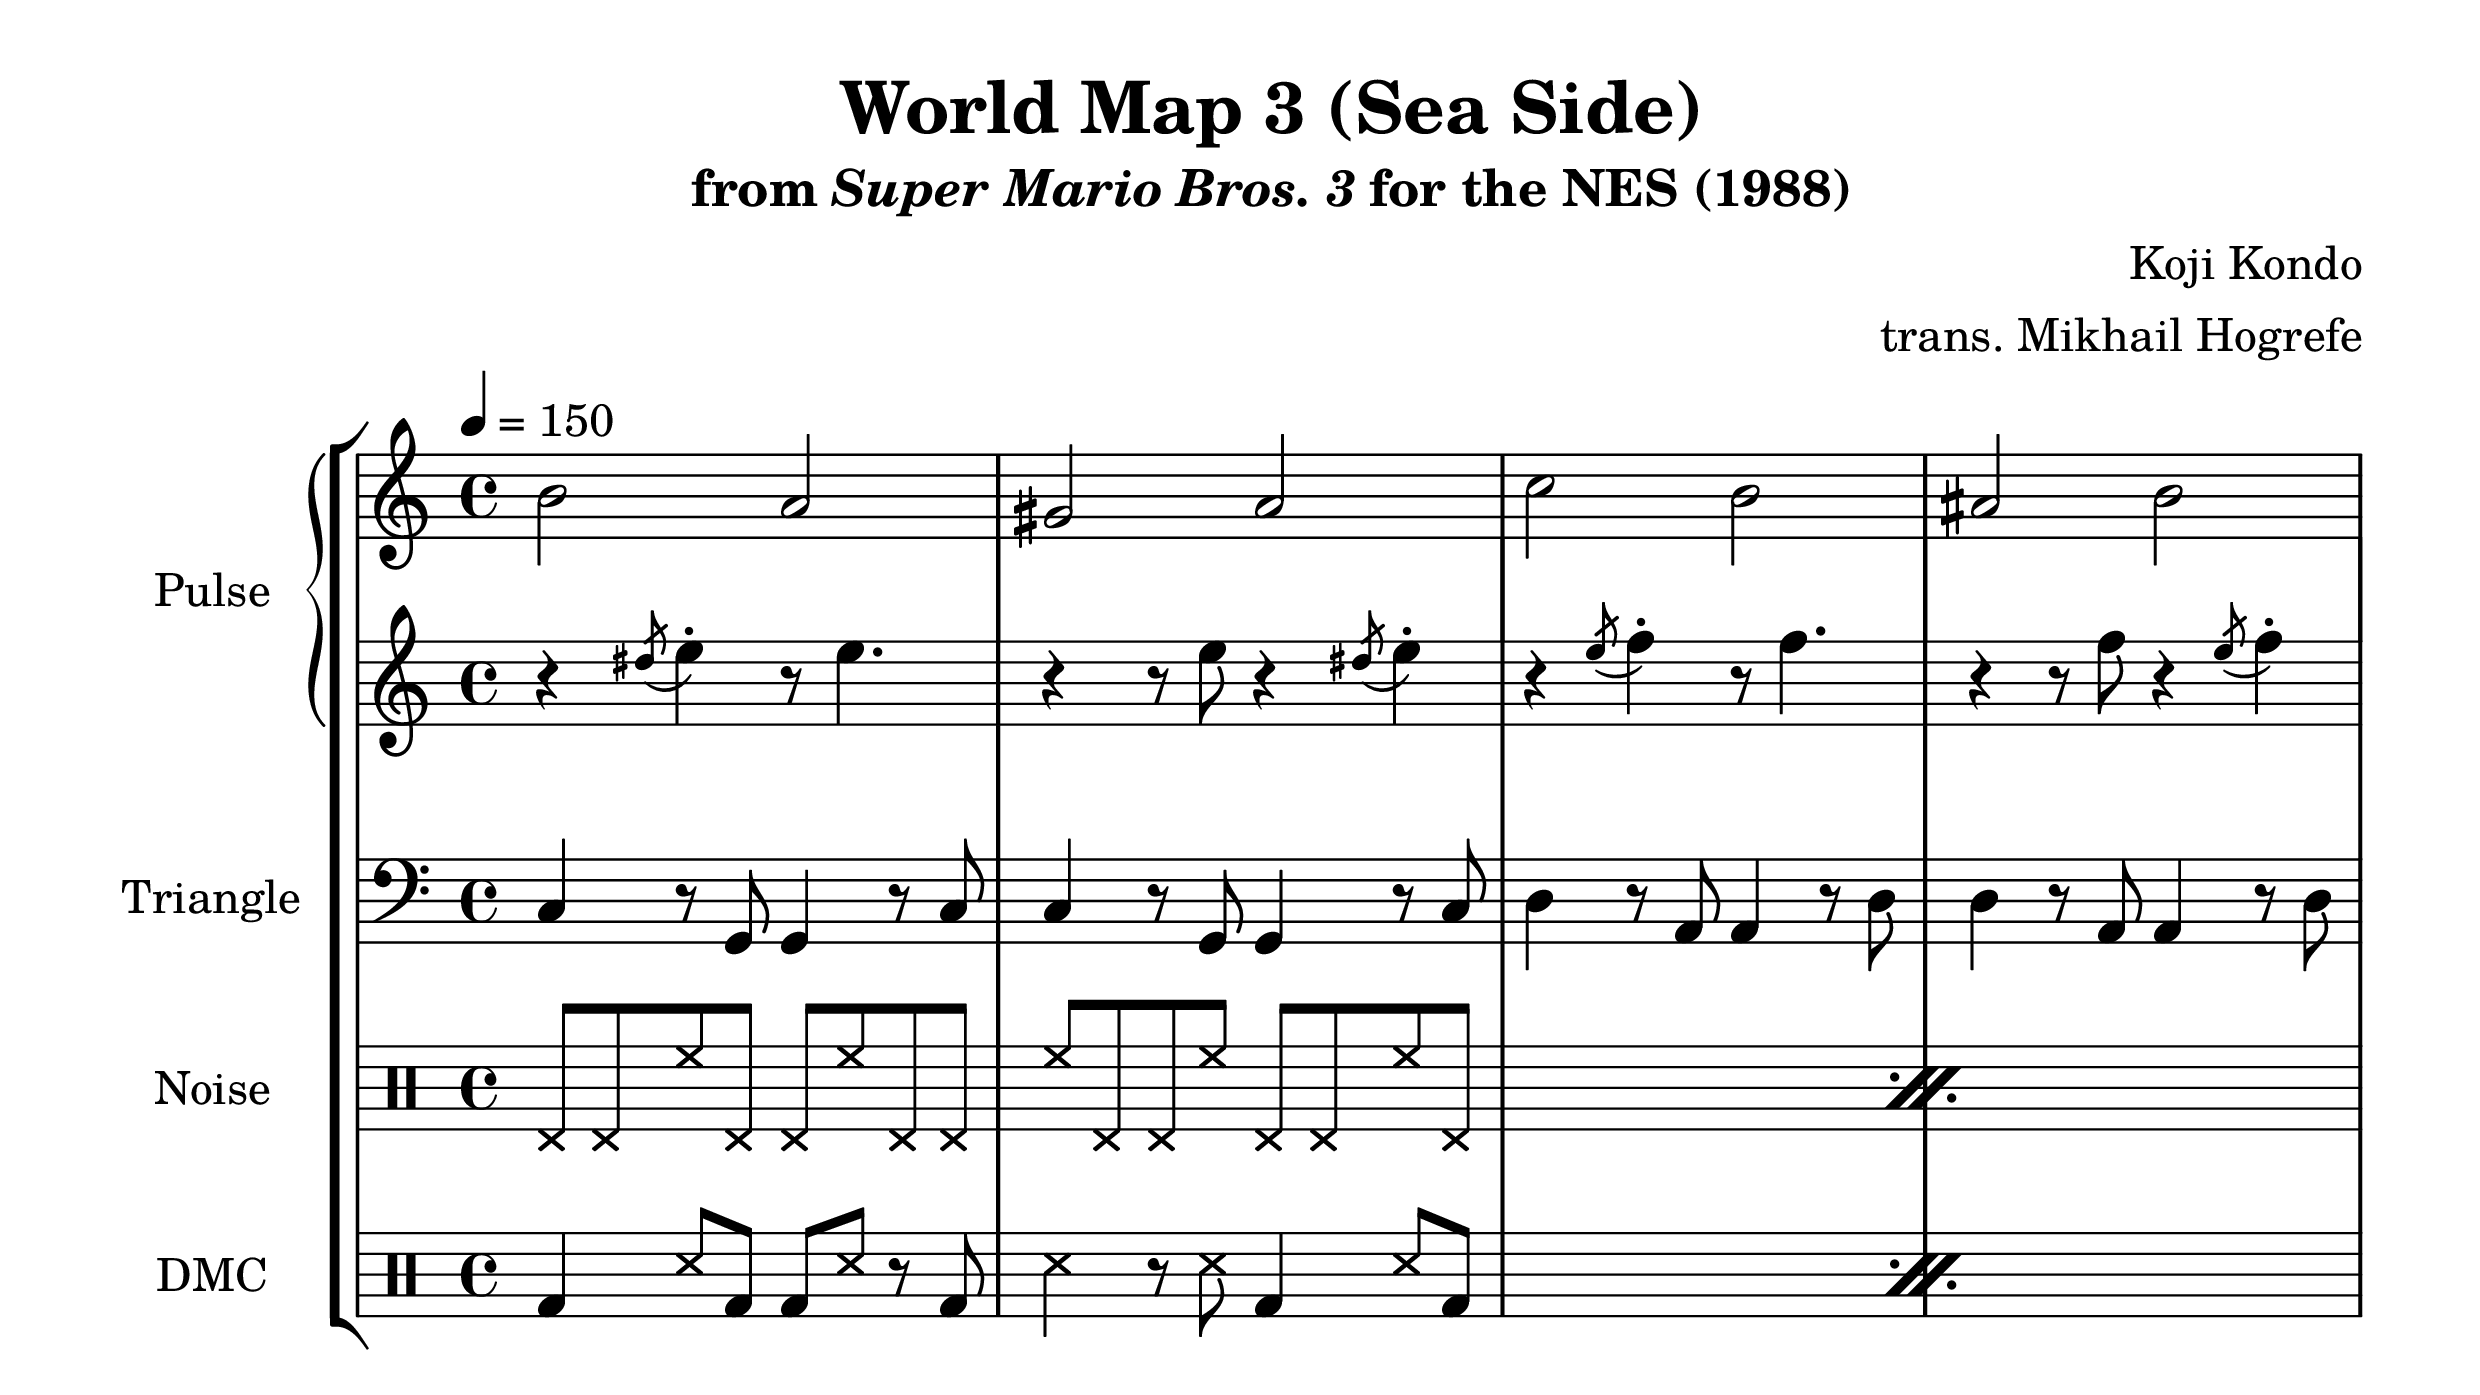 World Map 3 (Sea Side)
from Super Mario Bros. 3 for the NES (1988)
Koji Kondo
trans. Mikhail Hogrefe
= 150
Pulse
Triangle
Noise
DMC